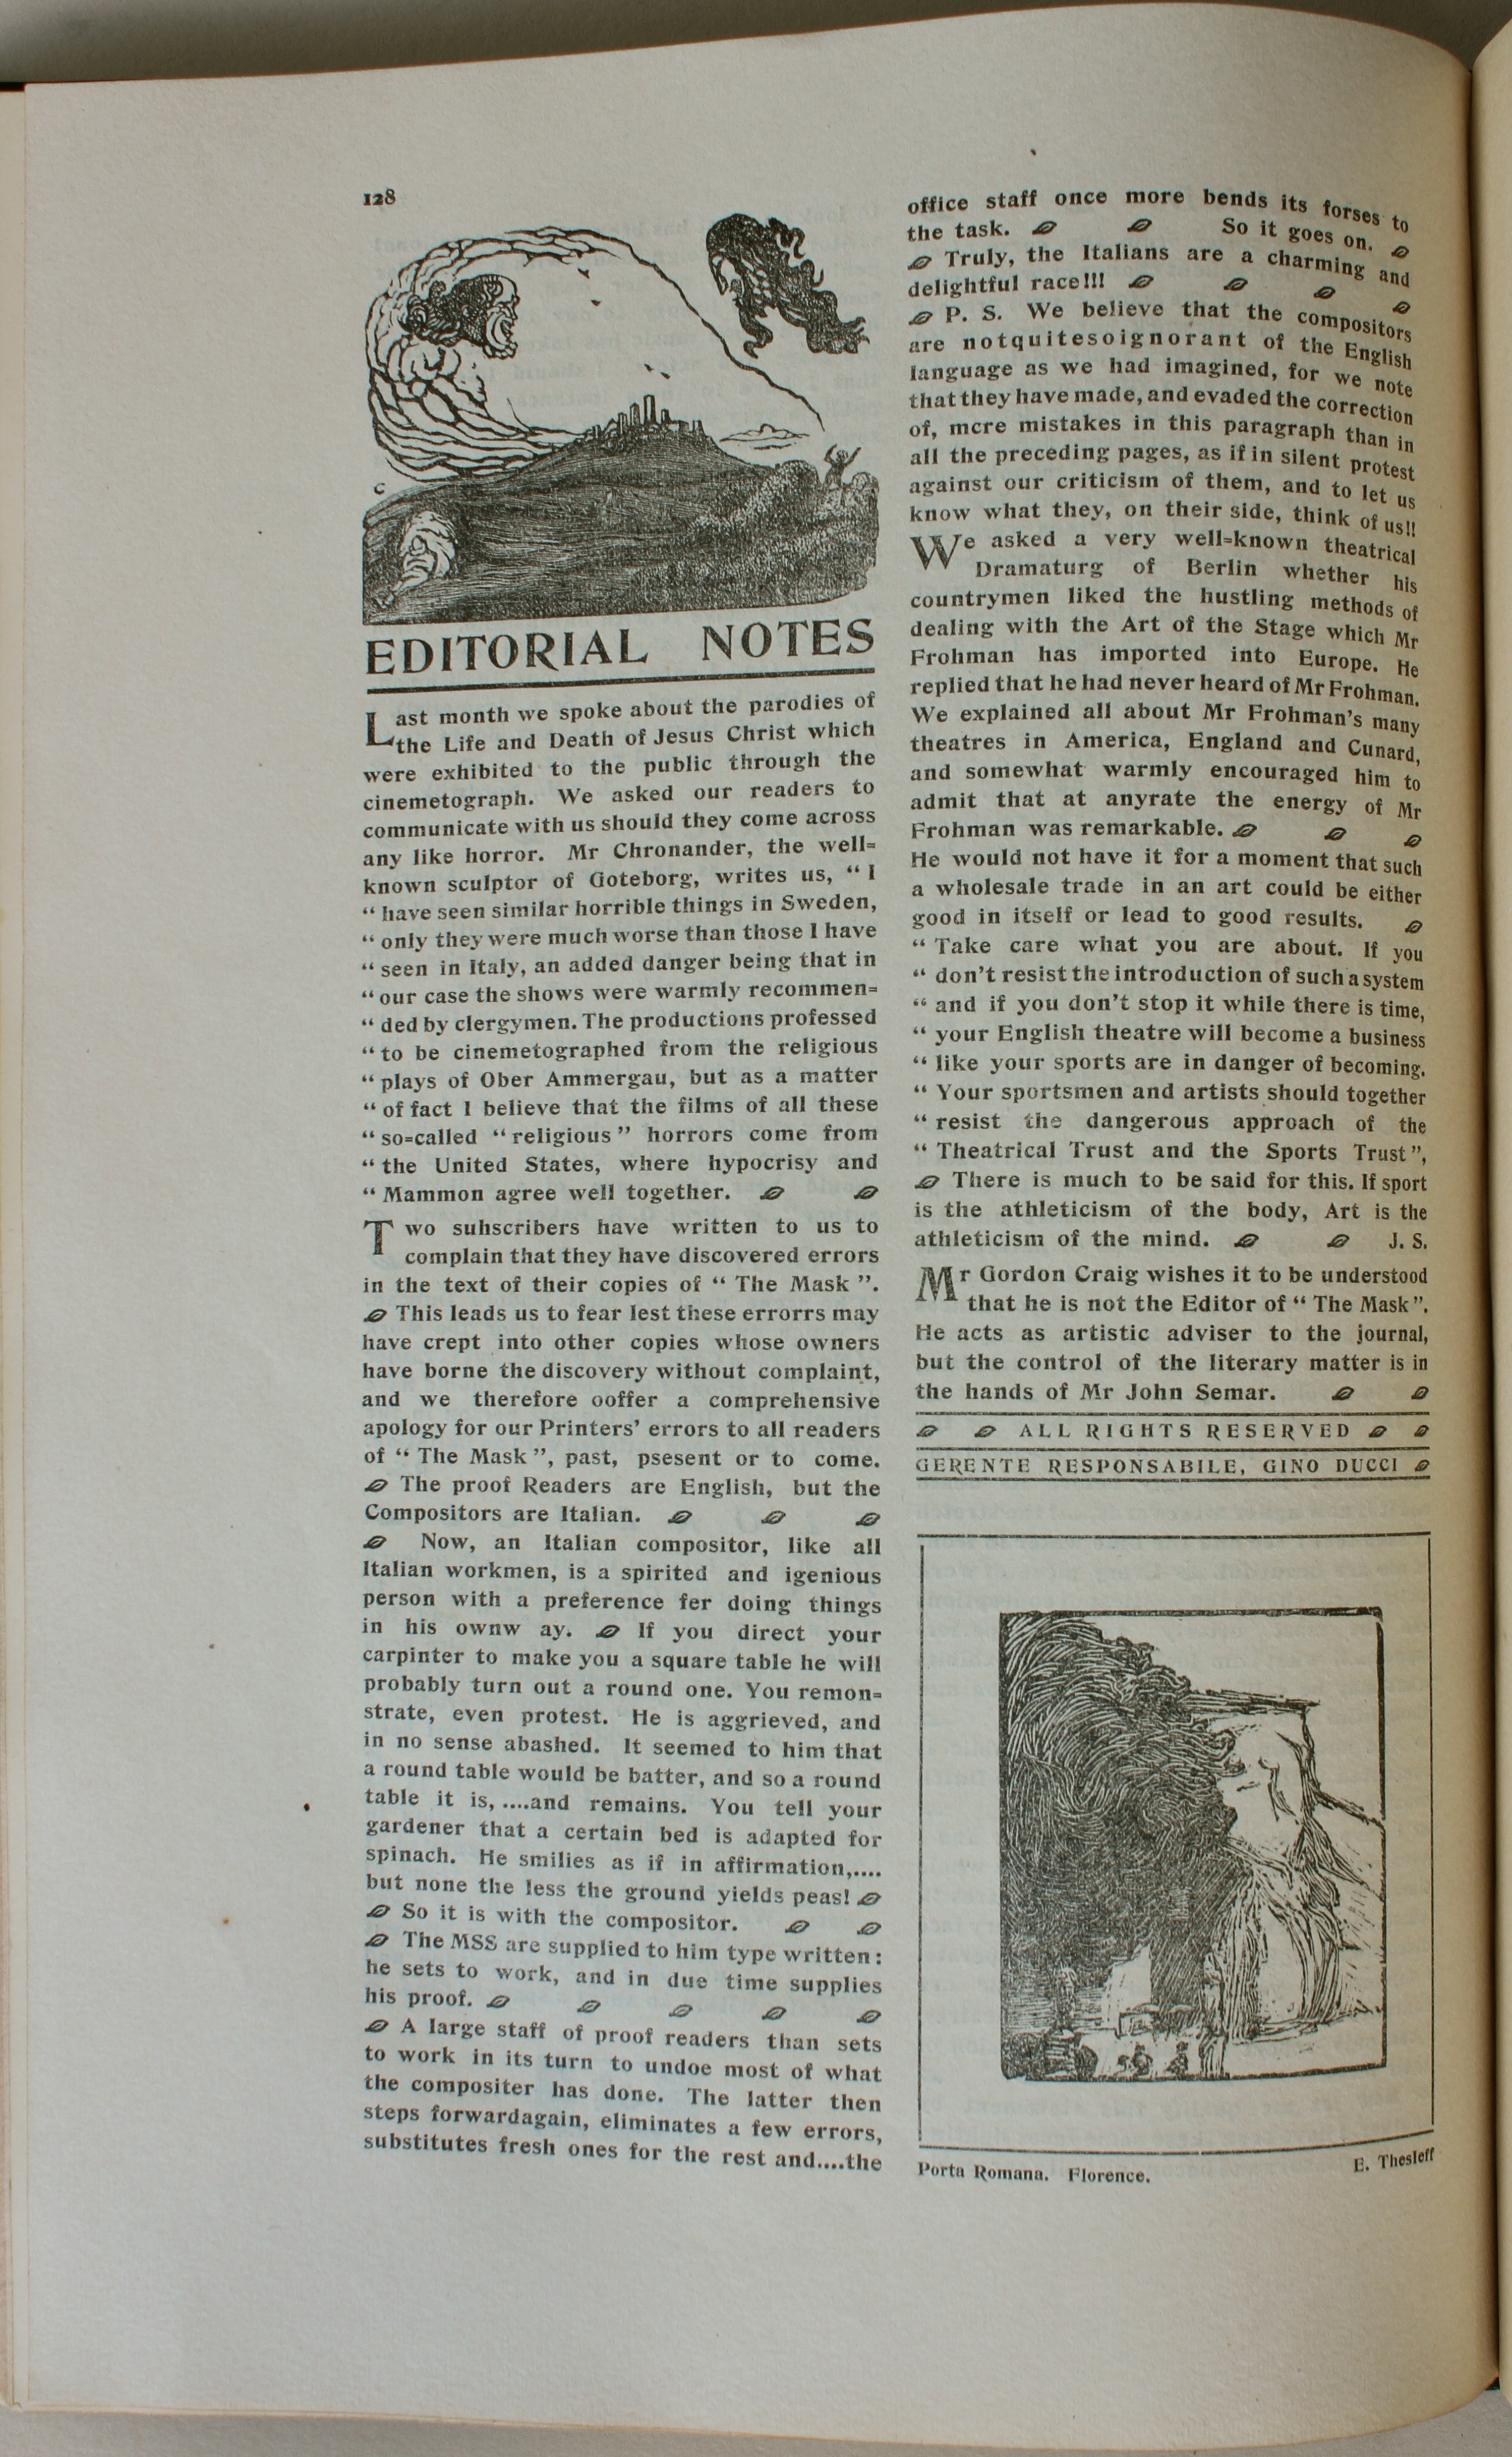 128
EDITORIAL NOTES
Last month we spoke about the parodies of
the Life and Death of Jesus Christ which
were exhibited to the public through the
cinemetograph. We asked our readers to
communicate with us should they come across
any like horror. Mr Chronander, the well=
known sculptor of Goteborg, writes us, “ I
“ have seen similar horrible things in Sweden,
“ only they were much worse than those I have
“ seen in Italy, an added danger being that in
“ our case the shows were warmly recommen=
“ ded by clergymen. The productions professed
“ to be cinemetographed from the religious
“ plays of Ober Ammergau, but as a matter
“ of fact I believe that the films of all these
“ so=called “ religious ” horrors come from
“ the United States, where hypocrisy and
“ Mammon agree well together.
Two suhscribers have written to us to
complain that they have discovered errors
in the text of their copies of “ The Mask ”.
This leads us to fear lest these errorrs may
have crept into other copies whose owners
have borne the discovery without complaint,
and we therefore ooffer a comprehensive
apology for our Printers’ errors to all readers
of “ The Mask ”, past, psesent or to come.
The proof Readers are English, but the
Compositors are Italian.
Now, an Italian compositor, like all
Italian workmen, is a spirited and igenious
person with a preference fer doing things
in his ownw ay. If you direct your
carpinter to make you a square table he will
probably turn out a round one. You remon=
strate, even protest. He is aggrieved, and
in no sense abashed. It seemed to him that
a round table would be batter, and so a round
table it is, ....and remains. You tell your
gardener that a certain bed is adapted for
spinach. He smilies as if in affirmation,....
but none the less the ground yields peas!
So it is with the compositor.
The MSS are supplied to him type written :
he sets to work, and in due time supplies
his proof.
A large staff of proof readers than sets
to work in its turn to undoe most of what
the compositer has done. The latter then
steps forwardagain, eliminates a few errors,
substitutes fresh ones for the rest and....the
office staff once more bends its forses to
the task. So it goes on.
Truly, the Italians are a charming and
delightful race!!!
P. S. We believe that the compositors
are notquitesoignorant of the English
language as we had imagined, for we note
that they have made, and evaded the correction
of, mcre mistakes in this paragraph than in
all the preceding pages, as if in silent protest
against our criticism of them, and to let us
know what they, on their side, think of us!!
We asked a very well=known theatrical
Dramaturg of Berlin whether his
countrymen liked the hustling methods of
dealing with the Art of the Stage which Mr
Frohman has imported into Europe. He
replied that he had never heard of Mr Frohman.
We explained all about Mr Frohman’s many
theatres in America, England and Cunard,
and somewhat warmly encouraged him to
admit that at anyrate the energy of Mr
Frohman was remarkable.
He would not have it for a moment that such
a wholesale trade in an art could be either
good in itself or lead to good results.
“ Take care what you are about. If you
“ don’t resist the introduction of such a system
“ and if you don’t stop it while there is time,
“ your English theatre will become a business
“ like your sports are in danger of becoming.
“ Your sportsmen and artists should together
“ resist the dangerous approach of the
“ Theatrical Trust and the Sports Trust ”,
There is much to be said for this. If sport
is the athleticism of the body, Art is the
athleticism of the mind. J. S.
Mr Gordon Craig wishes it to be understood
that he is not the Editor of “ The Mask ”.
He acts as artistic adviser to the journal,
but the control of the literary matter is in
the hands of Mr John Semar.
ALL RIGHTS RESERVED
GERENTE RESPONSABILE, GINO DUCCI
Porta Romana. Florence. E. Thesleff